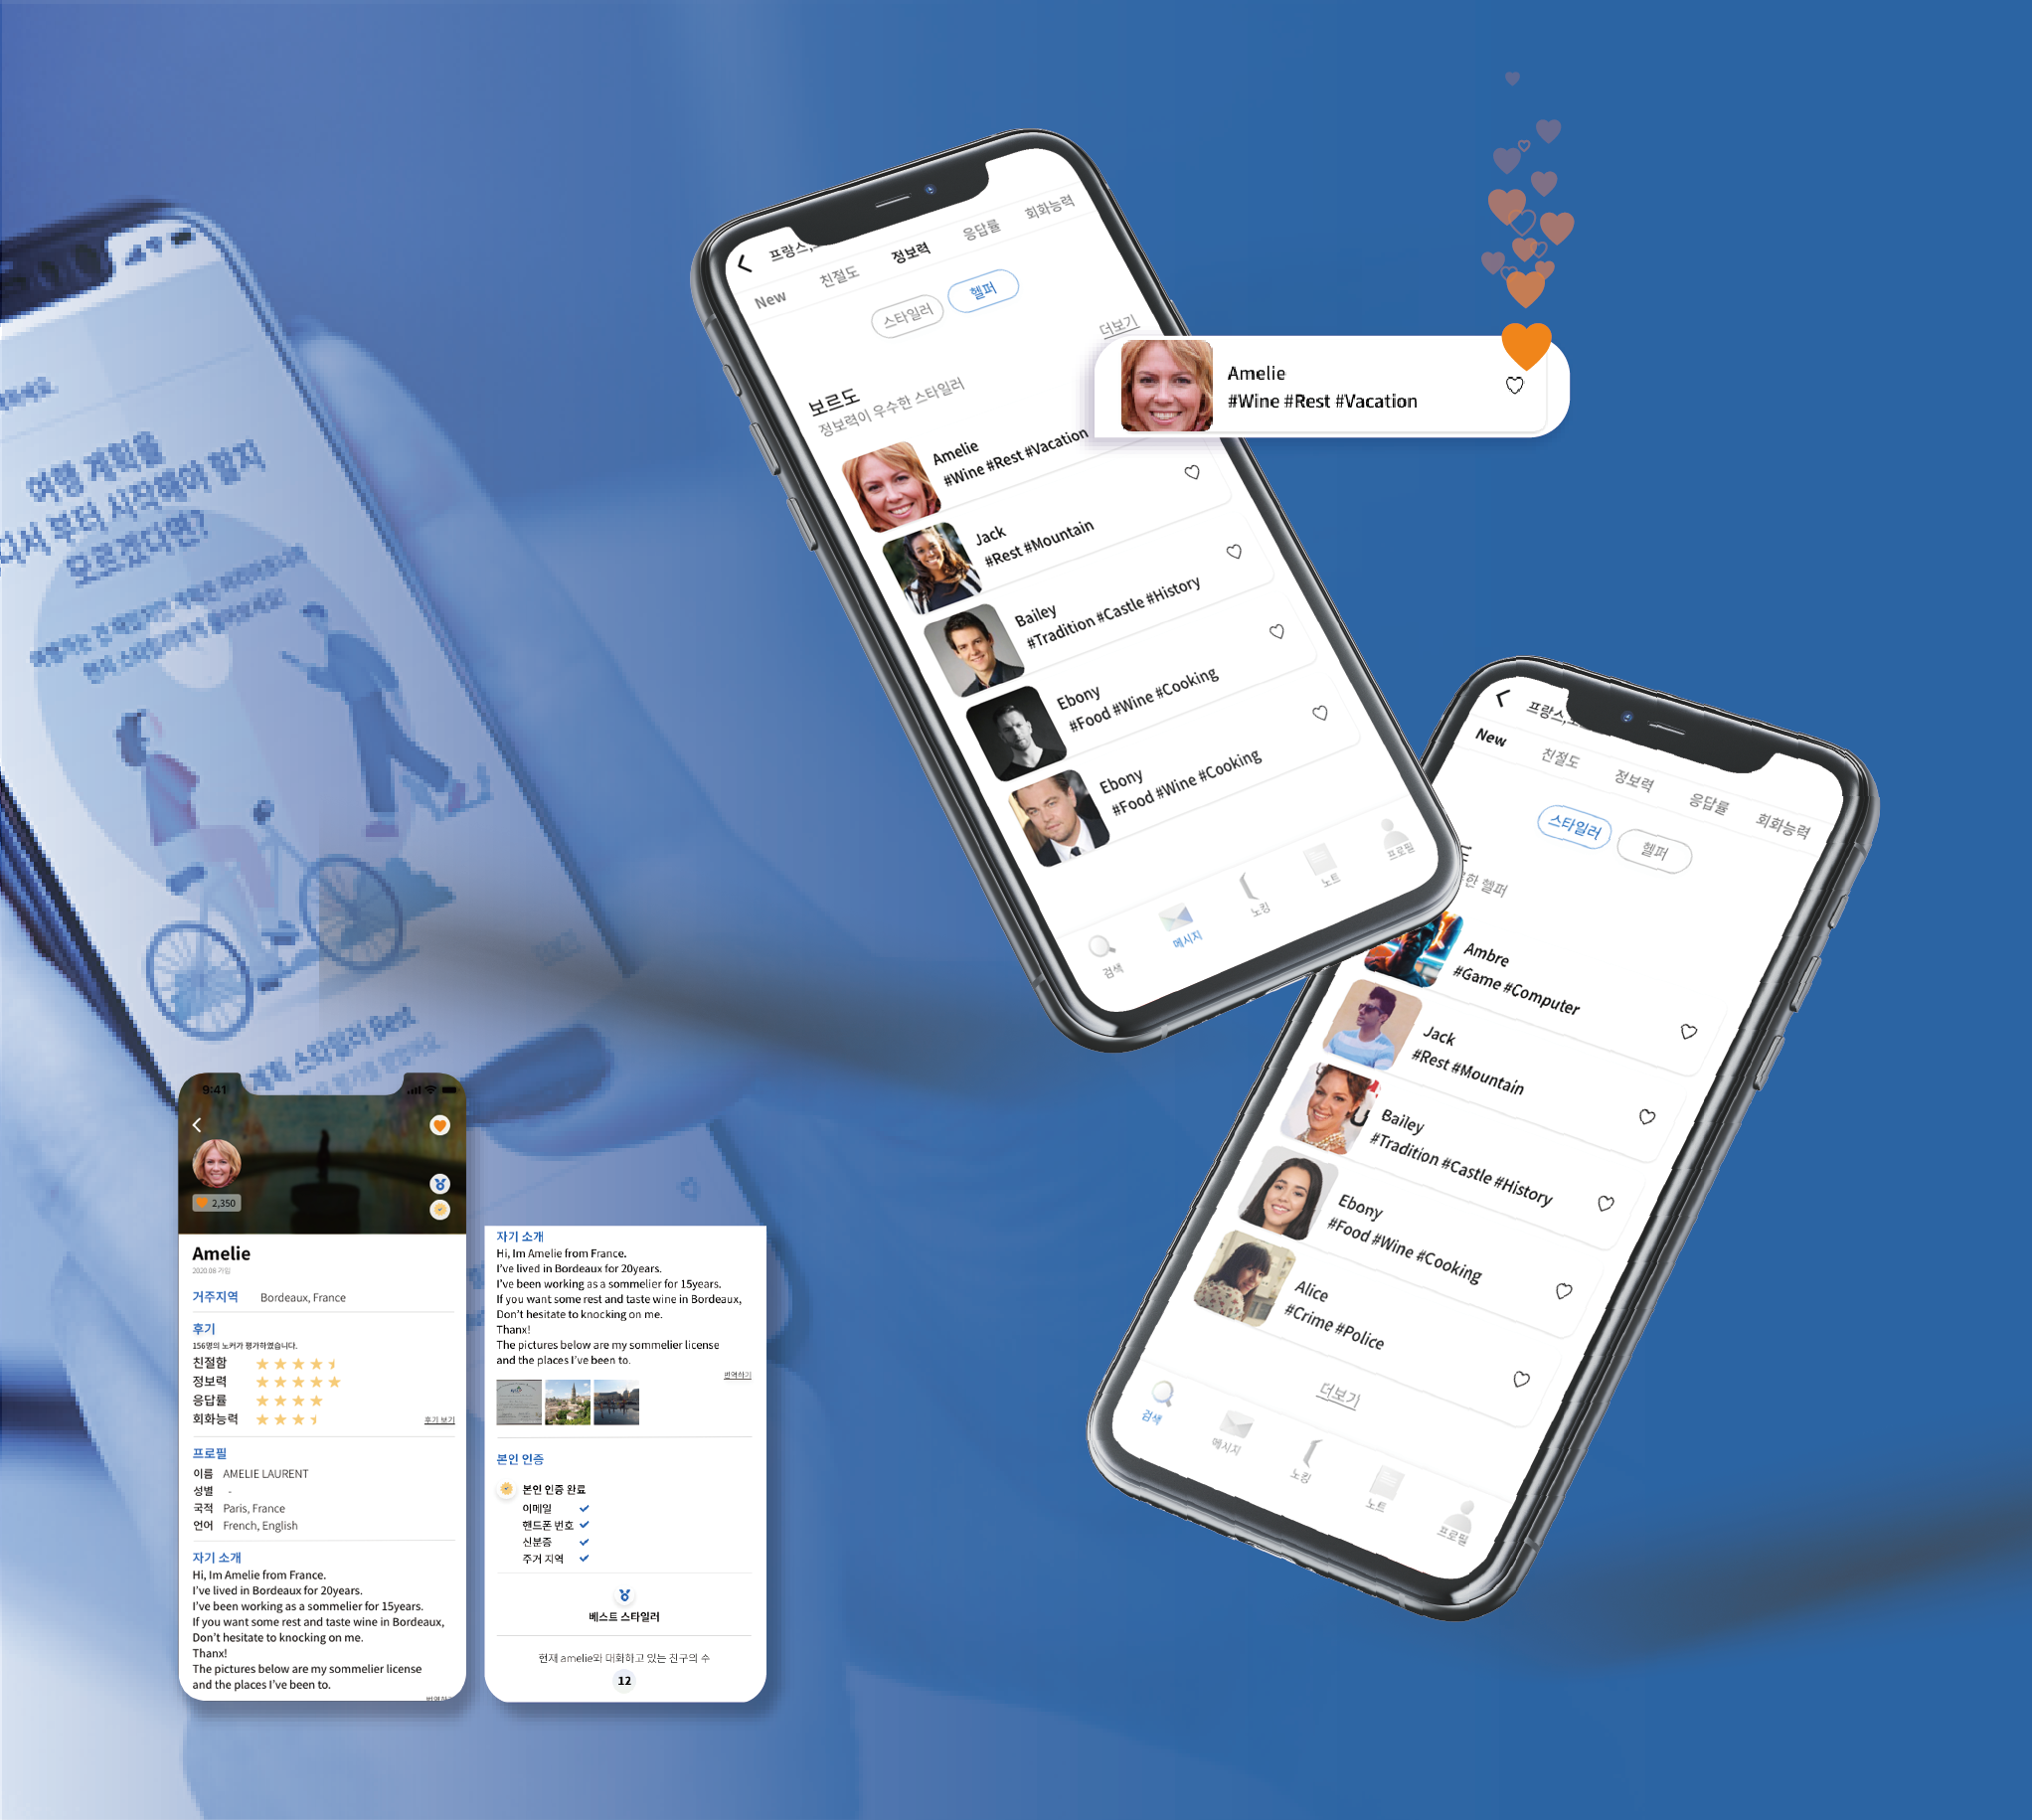 여행 계획을
디서 부터 시작해야 할지
모르겠다면?
계획 스타일러 Best
프랑스,
New 친절도 정보력 응답률 회화능력
스타일러 헬퍼
더보기
보르도
정보력이 우수한 스타일러
Amelie
#Wine #Rest #Vacation
Jack
#Rest #Mountain
Bailey
#Tradition #Castle #History
Ebony
#Food #Wine #Cooking
Ebony
#Food #Wine #Cooking
검색 메시지 노킹 노트 프로필
Amelie
#Wine #Rest #Vacation
프랑스,
New 친절도 정보력 응답률 회화능력
스타일러 헬퍼
한 헬퍼
Ambre
#Game #Computer
Jack
#Rest #Mountain
Bailey
#Tradition #Castle #History
Ebony
#Food #Wine #Cooking
Alice
#Crime #Police
더보기
검색 메시지 노킹 노트 프로필
9:41
2,350
Amelie
2020.08 가입
거주지역 Bordeaux, France
후기
156명의 노커가 평가하였습니다.
친절함
정보력
응답률
회화능력 후기 보기
프로필
이름 AMELIE LAURENT
성별 -
국적 Paris, France
언어 French, English
자기 소개
Hi, Im Amelie from France.
I've lived in Bordeaux for 20years.
I've been working as a sommelier for 15years.
If you want some rest and taste wine in Bordeaux,
Don't hesitate to knocking on me.
Thanx!
The pictures below are my sommelier license
and the places I've been to.
번역하기
자기 소개
Hi, Im Amelie from France.
I've lived in Bordeaux for 20years.
I've been working as a sommelier for 15years.
If you want some rest and taste wine in Bordeaux,
Don't hesitate to knocking on me.
Thanx!
The pictures below are my sommelier license
and the places I've been to.
번역하기
본인 인증
본인 인증 완료
이메일
핸드폰 번호
신분증
주거 지역
베스트 스타일러
현재 amelie와 대화하고 있는 친구의 수
12